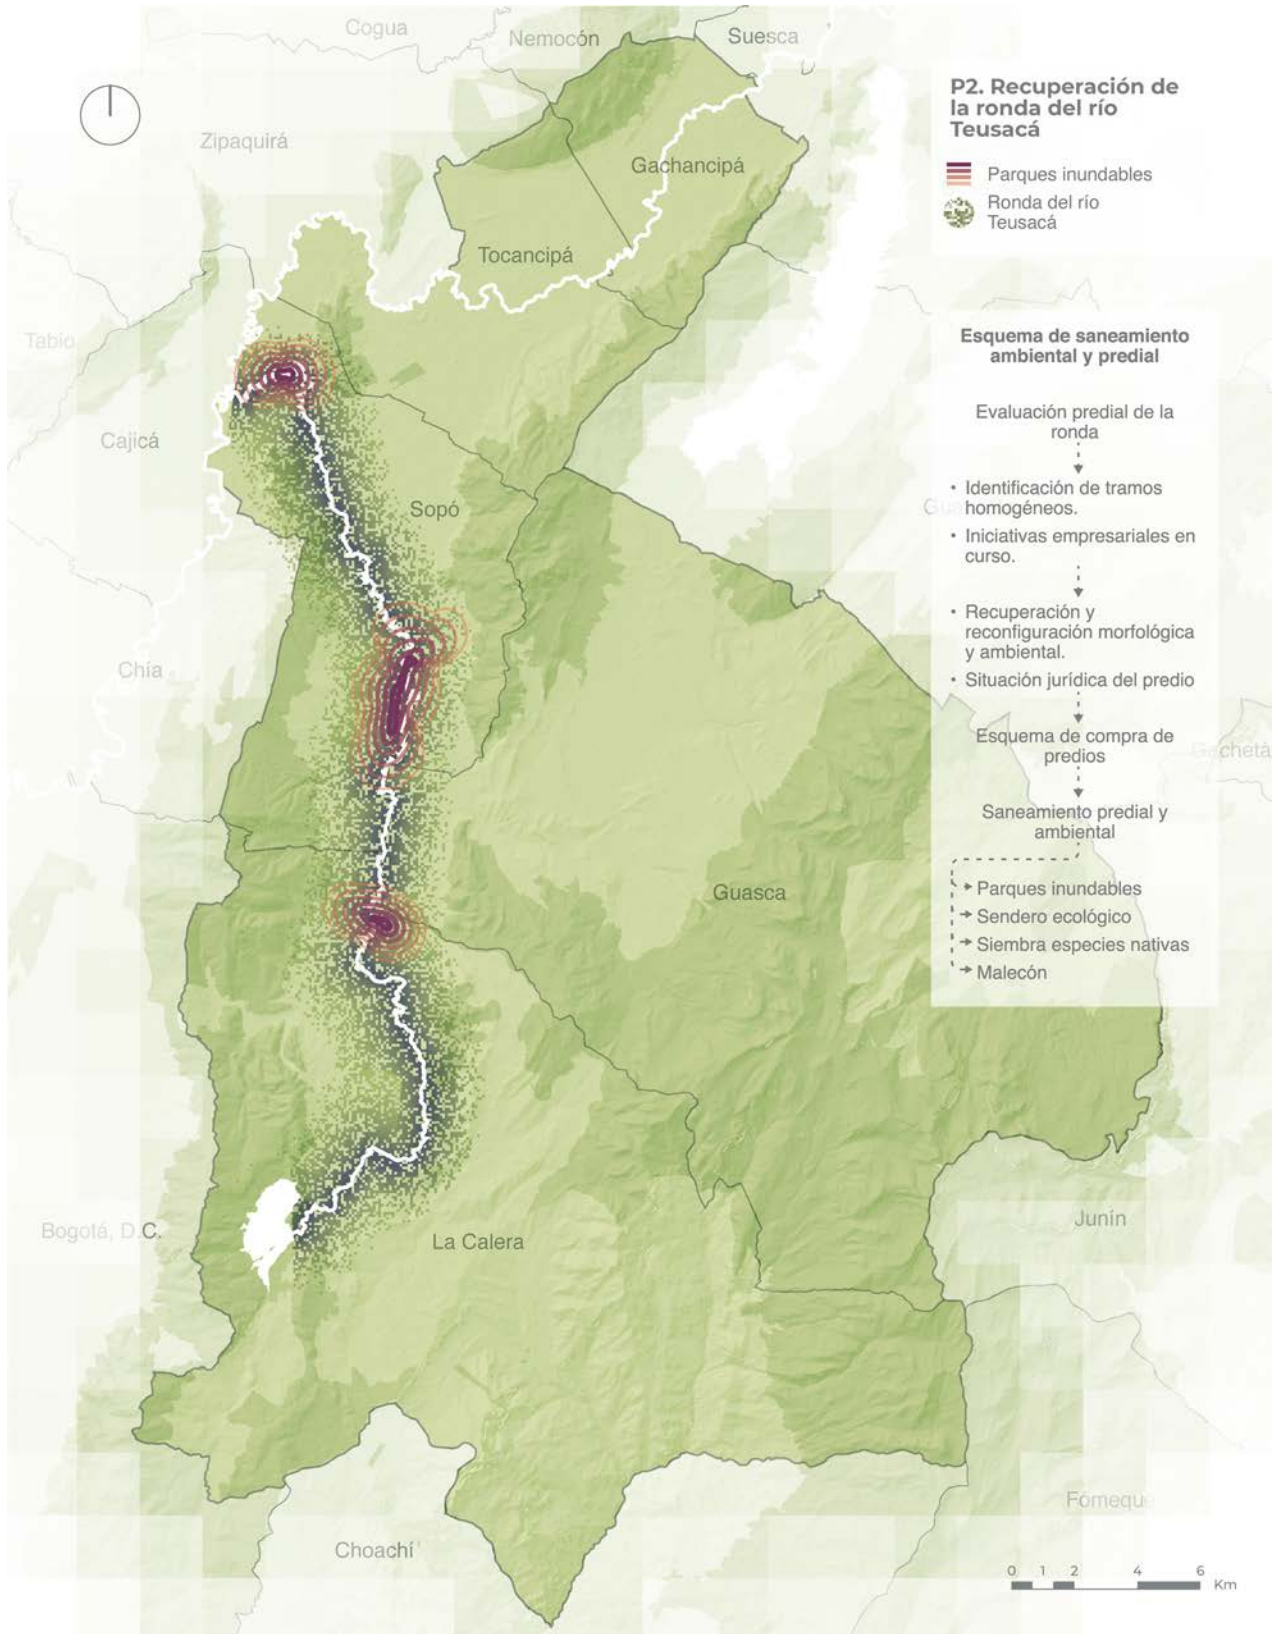 Cogua
Nemocón
Suesca
P2. Recuperación de
la ronda del río
Teusacá
Zipaquirá
Gachancipá
Parques inundables
Ronda del río
Teusacá
Tocancipá
Tabio
Esquema de saneamiento
ambiental y predial
Evaluación predial de la
ronda
Cajicá
Sopó
• Identificación de tramos
homogéneos.
• Iniciativas empresariales en
curso.
• Recuperación y
reconfiguración morfológica
y ambiental.
• Situación jurídica del predio
Chía
Esquema de compra de
predios
Gachetá
Saneamiento predial y
ambiental
Guasca
Parques inundables
Sendero ecológico
Siembra especies nativas
Malecón
Bogotá, D.C.
La Calera
Junín
Fómeque
Choachí
0 1 2 4 6
Km